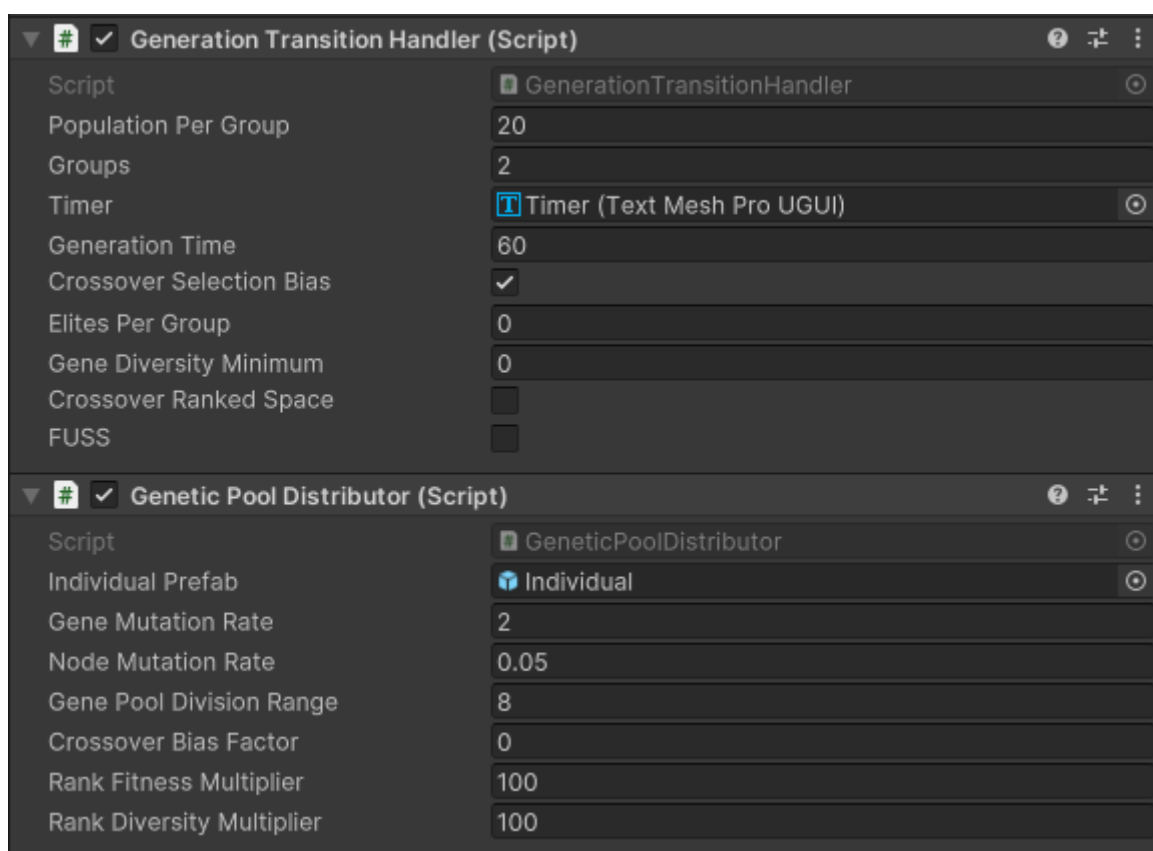 Generation Transition Handler (Script)
Script GenerationTransitionHandler
Population Per Group 20
Groups 2
Timer Timer (Text Mesh Pro UGUI)
Generation Time 60
Crossover Selection Bias
Elites Per Group 0
Gene Diversity Minimum 0
Crossover Ranked Space
FUSS
Genetic Pool Distributor (Script)
Script GeneticPoolDistributor
Individual Prefab Individual
Gene Mutation Rate 2
Node Mutation Rate 0.05
Gene Pool Division Range 8
Crossover Bias Factor 0
Rank Fitness Multiplier 100
Rank Diversity Multiplier 100